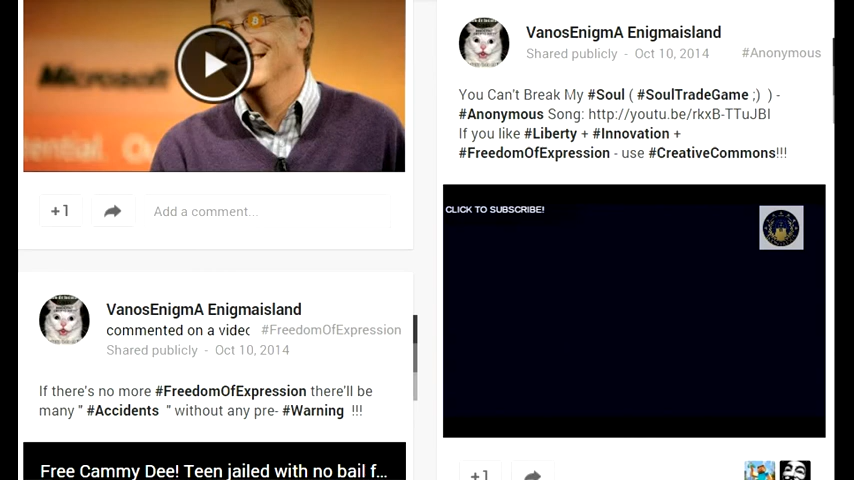 Microsoft
ential.
+1
Add a comment...
VanosEnigmA Enigmaisland
commented on a video
#FreedomOfExpression
Shared publicly - Oct 10, 2014
If there's no more #FreedomOfExpression there'll be
many " #Accidents " without any pre- #Warning !!!
Free Cammy Dee! Teen jailed with no bail f...
VanosEnigmA Enigmaisland
Shared publicly - Oct 10, 2014
#Anonymous
You Can't Break My #Soul ( #SoulTradeGame ;) ) -
#Anonymous Song: http://youtu.be/rkxB-TTuJBI
If you like #Liberty + #Innovation +
#FreedomOfExpression - use #CreativeCommons!!!
CLICK TO SUBSCRIBE!
+1